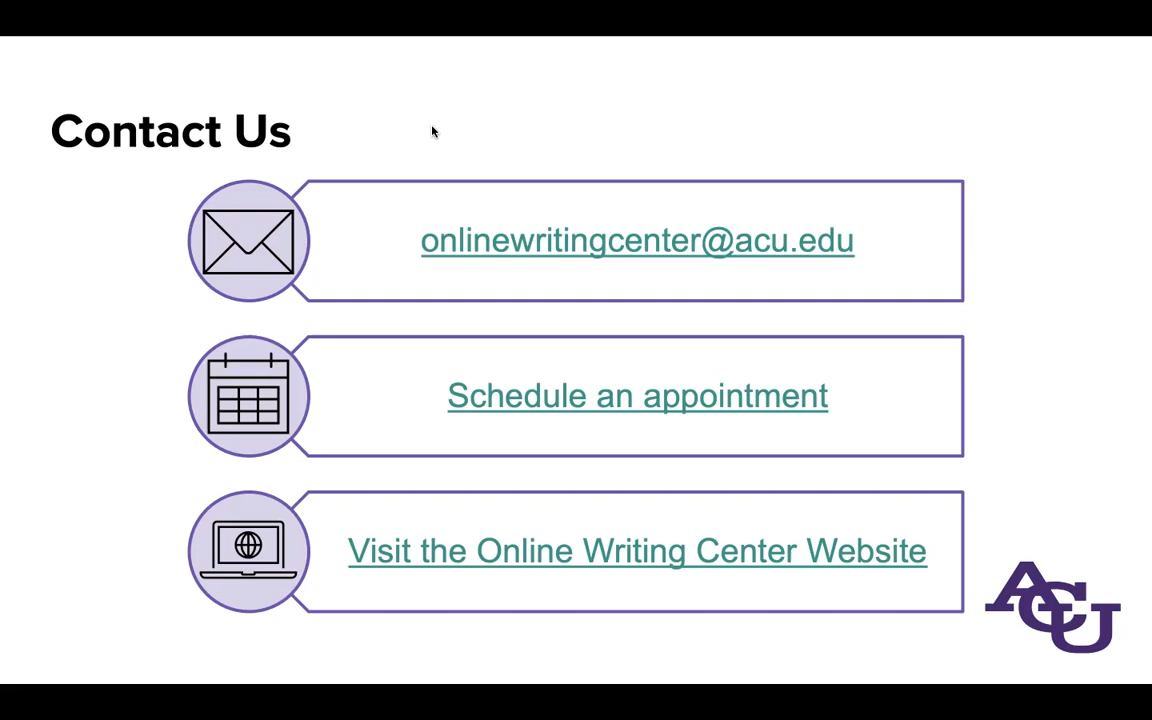 Contact Us
onlinewritingcenter@acu.edu
Schedule an appointment
Visit the Online Writing Center Website
ACU